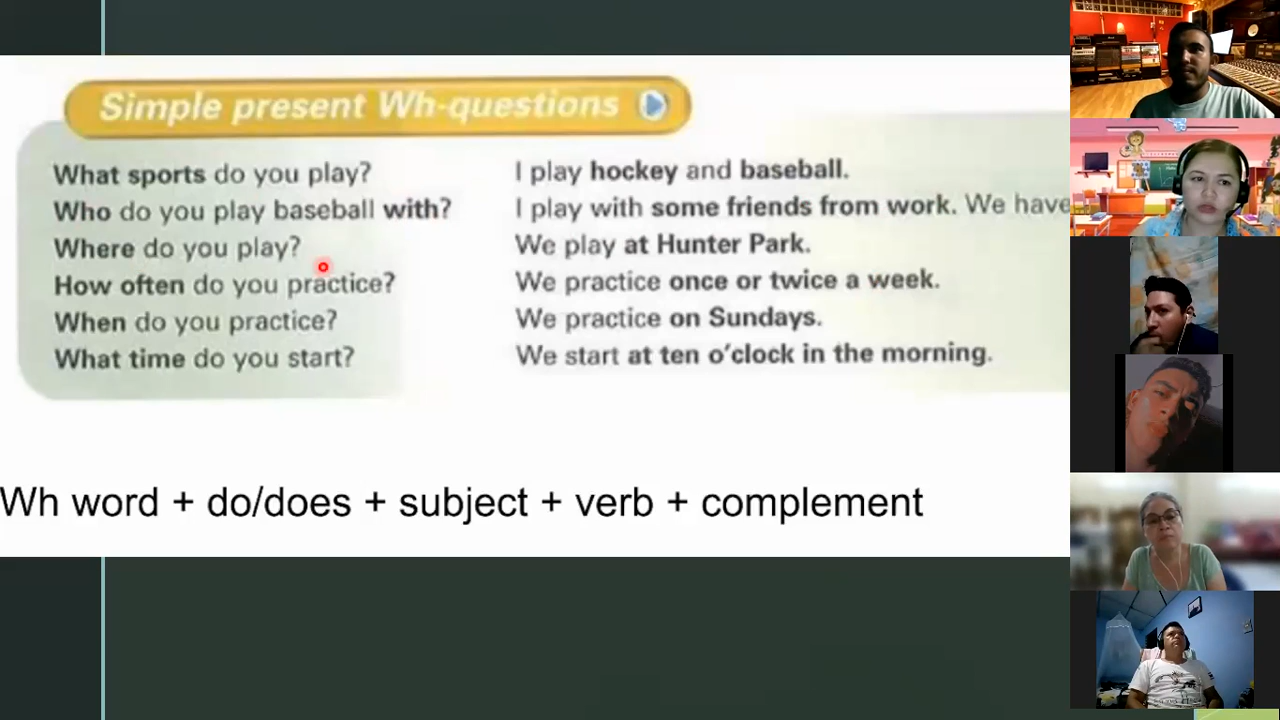 Simple present Wh-questions
What sports do you play? I play hockey and baseball.
Who do you play baseball with? I play with some friends from work. We have
Where do you play? We play at Hunter Park.
How often do you practice? We practice once or twice a week.
When do you practice? We practice on Sundays.
What time do you start? We start at ten o'clock in the morning.
Wh word + do/does + subject + verb + complement